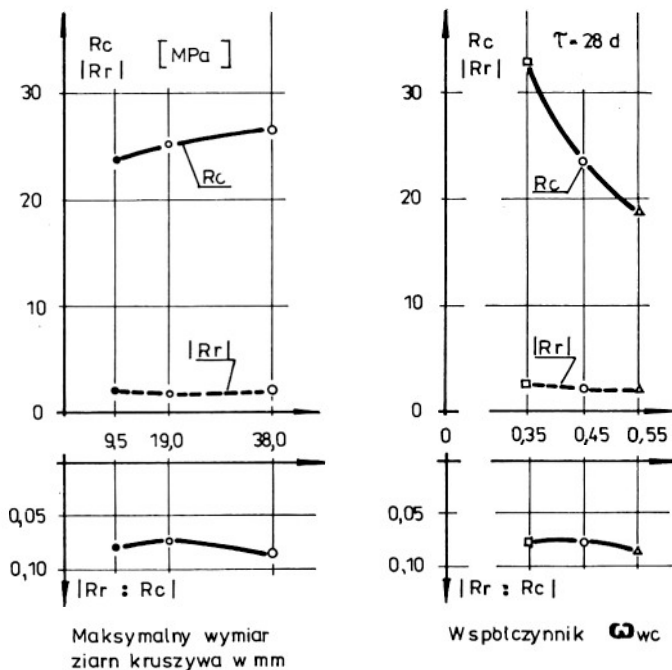 Rc
|Rr| [MPa]
30
Rc
20
10
|Rr|
0
9,5 19,0 38,0
0,05
0,10
|Rr : Rc|
Maksymalny wymiar
ziarn kruszywa w mm
Rc
|Rr| τ=28 d
30
Rc
20
10
|Rr|
0
0 0,35 0,45 0,55
0,05
0,10
|Rr : Rc|
Współczynnik ωwc